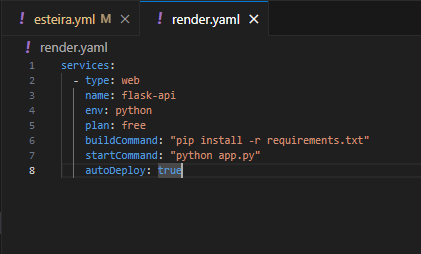 ! esteira.yml M × ! render.yaml ×
! render.yaml
1 services:
2   - type: web
3     name: flask-api
4     env: python
5     plan: free
6     buildCommand: "pip install -r requirements.txt"
7     startCommand: "python app.py"
8     autoDeploy: true